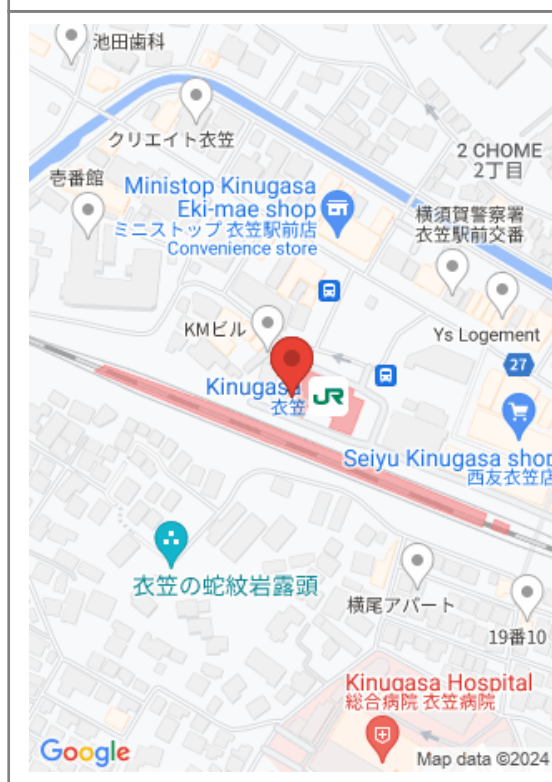 池田歯科
クリエイト衣笠
2 CHOME
2丁目
壱番館
Ministop Kinugasa
Eki-mae shop
ミニストップ 衣笠駅前店
Convenience store
横須賀警察署
衣笠駅前交番
KMビル
Ys Logement
27
Kinugasa
衣笠
JR
Seiyu Kinugasa shop
西友衣笠店
衣笠の蛇紋岩露頭
横尾アパート
19番10
Kinugasa Hospital
総合病院 衣笠病院
Google
Map data ©2024